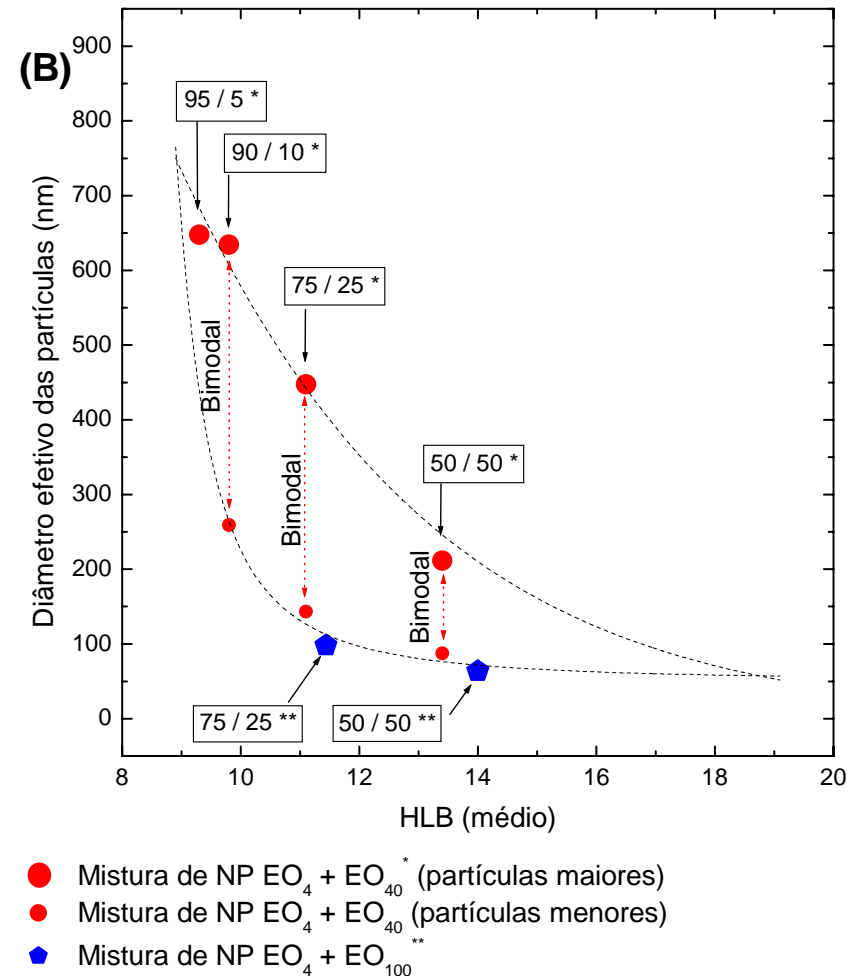 (B)
900
800
700
600
500
400
300
200
100
0
Diâmetro efetivo das partículas (nm)
95 / 5 *
90 / 10 *
75 / 25 *
50 / 50 *
Bimodal
Bimodal
Bimodal
75 / 25 **
50 / 50 **
8 10 12 14 16 18 20
HLB (médio)
Mistura de NP EO4 + EO40* (partículas maiores)
Mistura de NP EO4 + EO40 (partículas menores)
Mistura de NP EO4 + EO100**